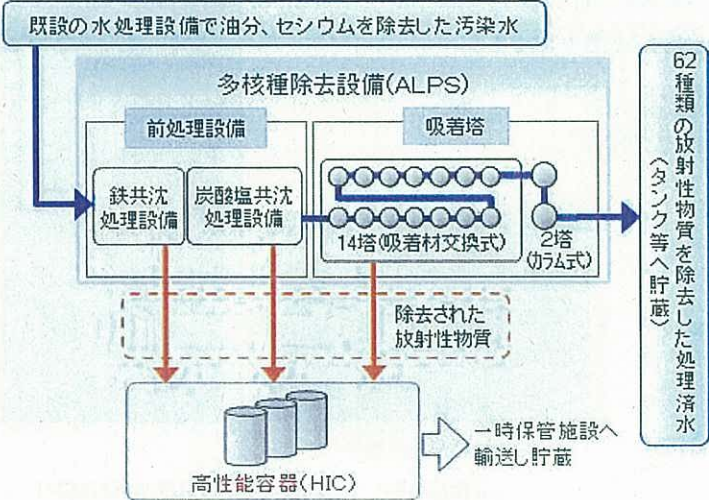 既設の水処理設備で油分、セシウムを除去した汚染水
多核種除去設備(ALPS)
前処理設備
吸着塔
鉄共沈
処理設備
炭酸塩共沈
処理設備
14塔(吸着材交換式)
2塔
(カラム式)
62種類の放射性物質を除去した処理済水
〈タンク等へ貯蔵〉
除去された
放射性物質
高性能容器(HIC)
一時保管施設へ
輸送し貯蔵